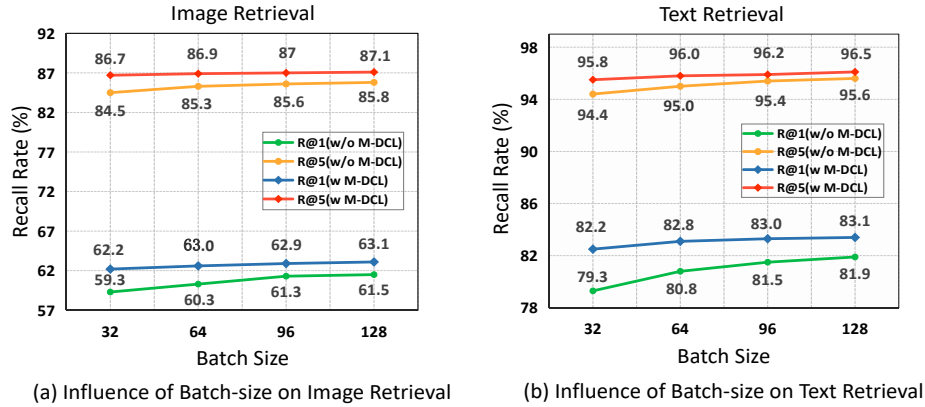 Image Retrieval
92
87
82
77
72
67
62
57
Recall Rate (%)
86.7 86.9 87 87.1
84.5 85.3 85.6 85.8
R@1(w/o M-DCL)
R@5(w/o M-DCL)
R@1(w M-DCL)
R@5(w M-DCL)
62.2 63.0 62.9 63.1
59.3 60.3 61.3 61.5
32 64 96 128
Batch Size
(a) Influence of Batch-size on Image Retrieval
Text Retrieval
98
94
90
86
82
78
Recall Rate (%)
95.8 96.0 96.2 96.5
94.4 95.0 95.4 95.6
R@1(w/o M-DCL)
R@5(w/o M-DCL)
R@1(w M-DCL)
R@5(w M-DCL)
82.2 82.8 83.0 83.1
79.3 80.8 81.5 81.9
32 64 96 128
Batch Size
(b) Influence of Batch-size on Text Retrieval